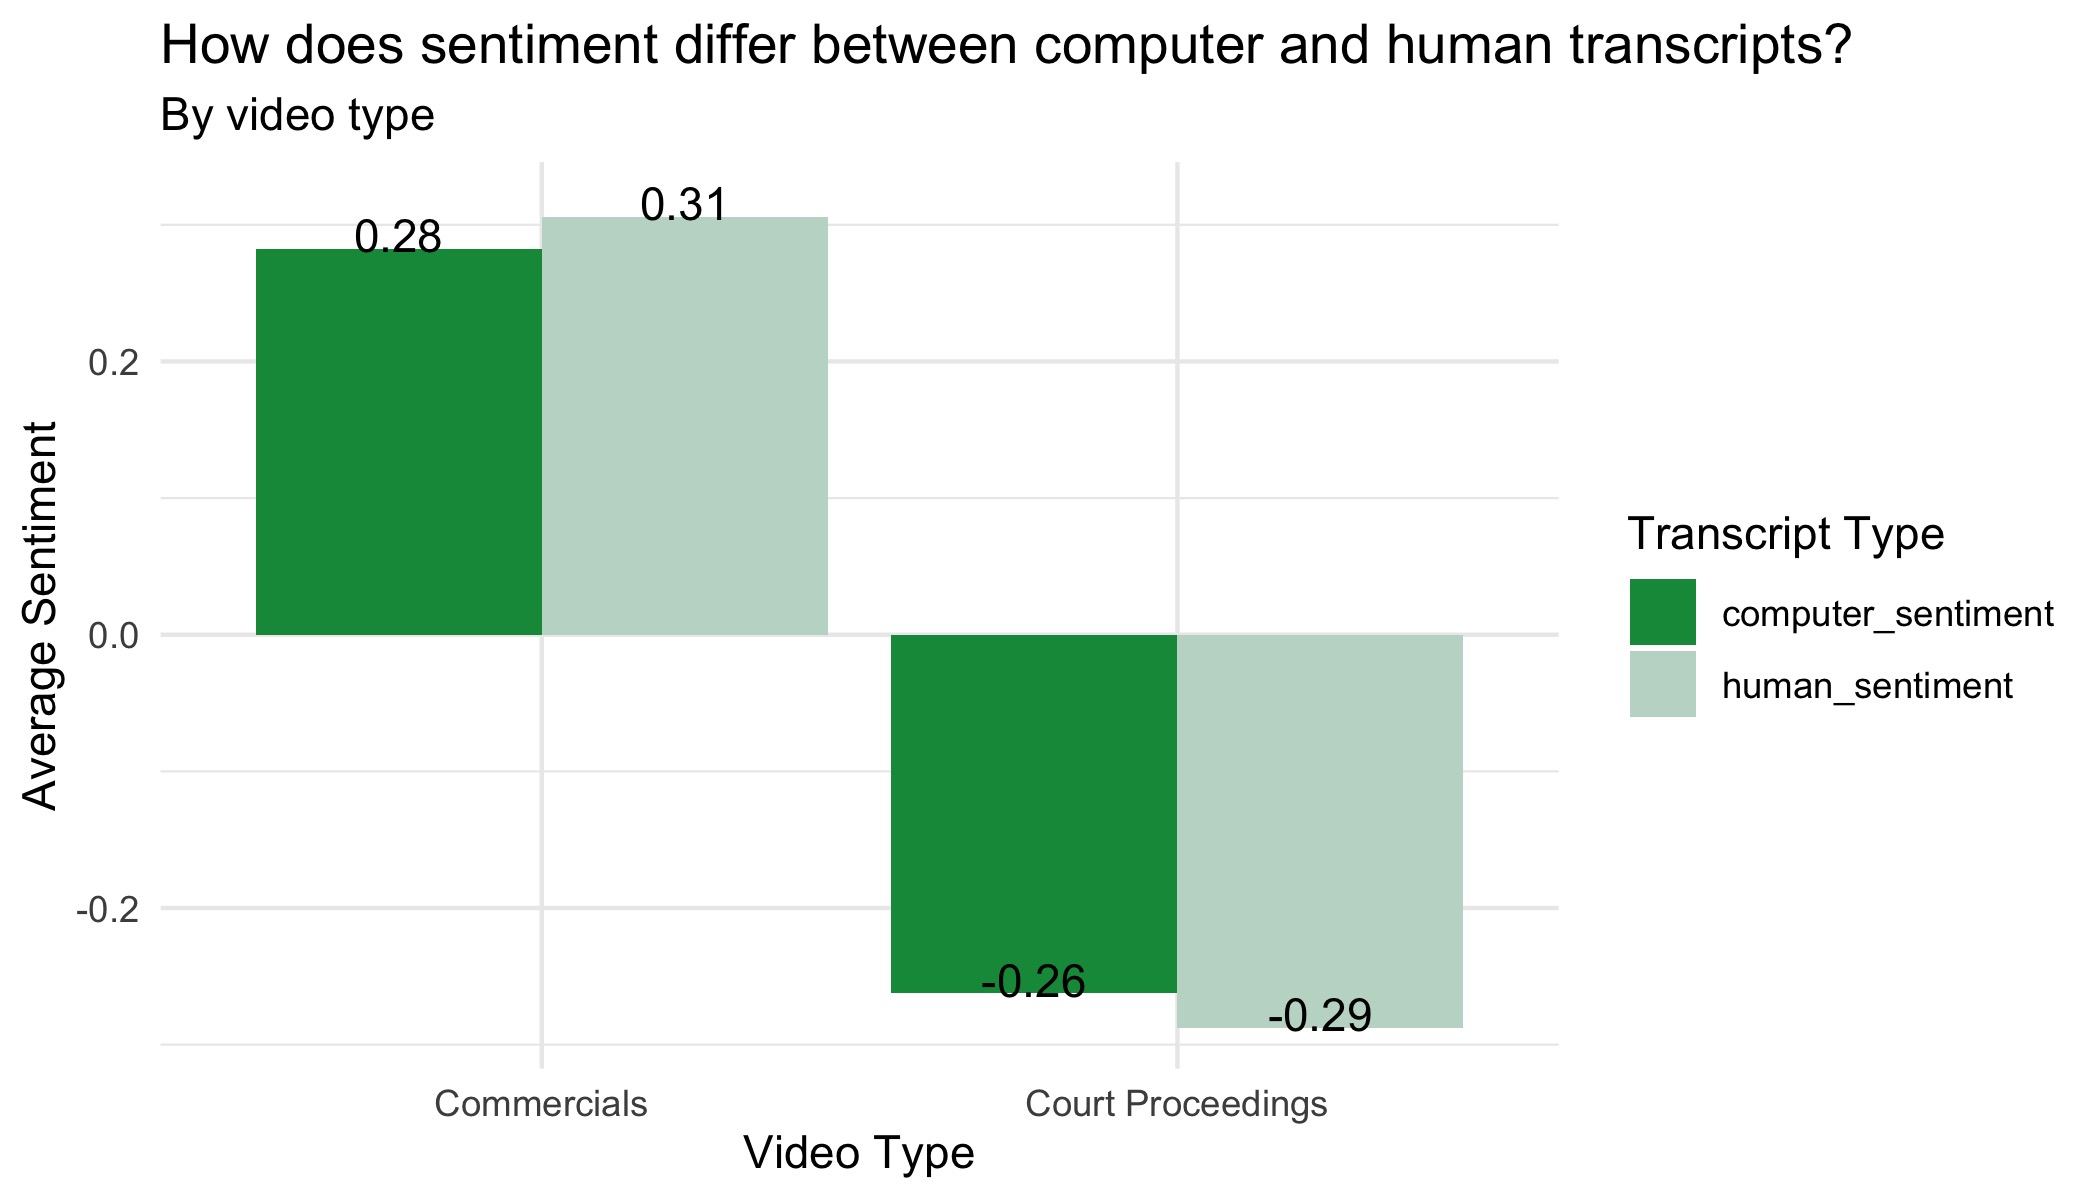 How does sentiment differ between computer and human transcripts?
By video type
0.31
0.28
0.2
0.0
-0.2
-0.26
-0.29
Average Sentiment
Commercials
Court Proceedings
Video Type
Transcript Type
computer_sentiment
human_sentiment